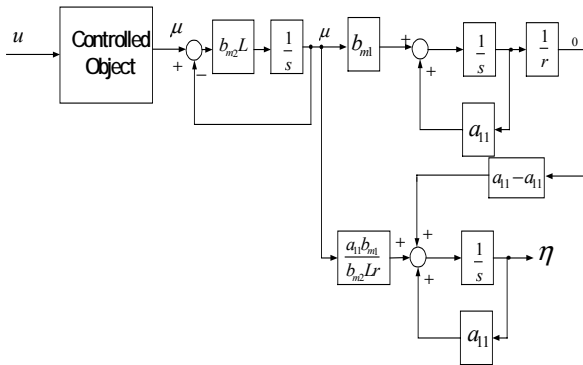 u
Controlled
Object
μ
+
−
b_{m2}L
1/s
μ
b_{m1}
+
+
1/s
1/r
0
a_{11}
a_{11}−a_{11}
+
a_{11}b_{m1}/b_{m2}Lr
+
+
1/s
η
a_{11}